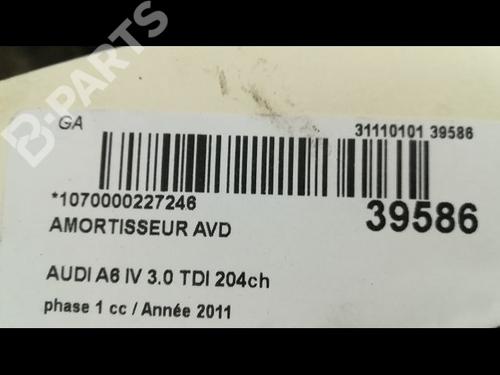 B-PARTS
GA
31110101 39586
*1070000227246
39586
AMORTISSEUR AVD
AUDI A6 IV 3.0 TDI 204ch
phase 1 cc / Année 2011